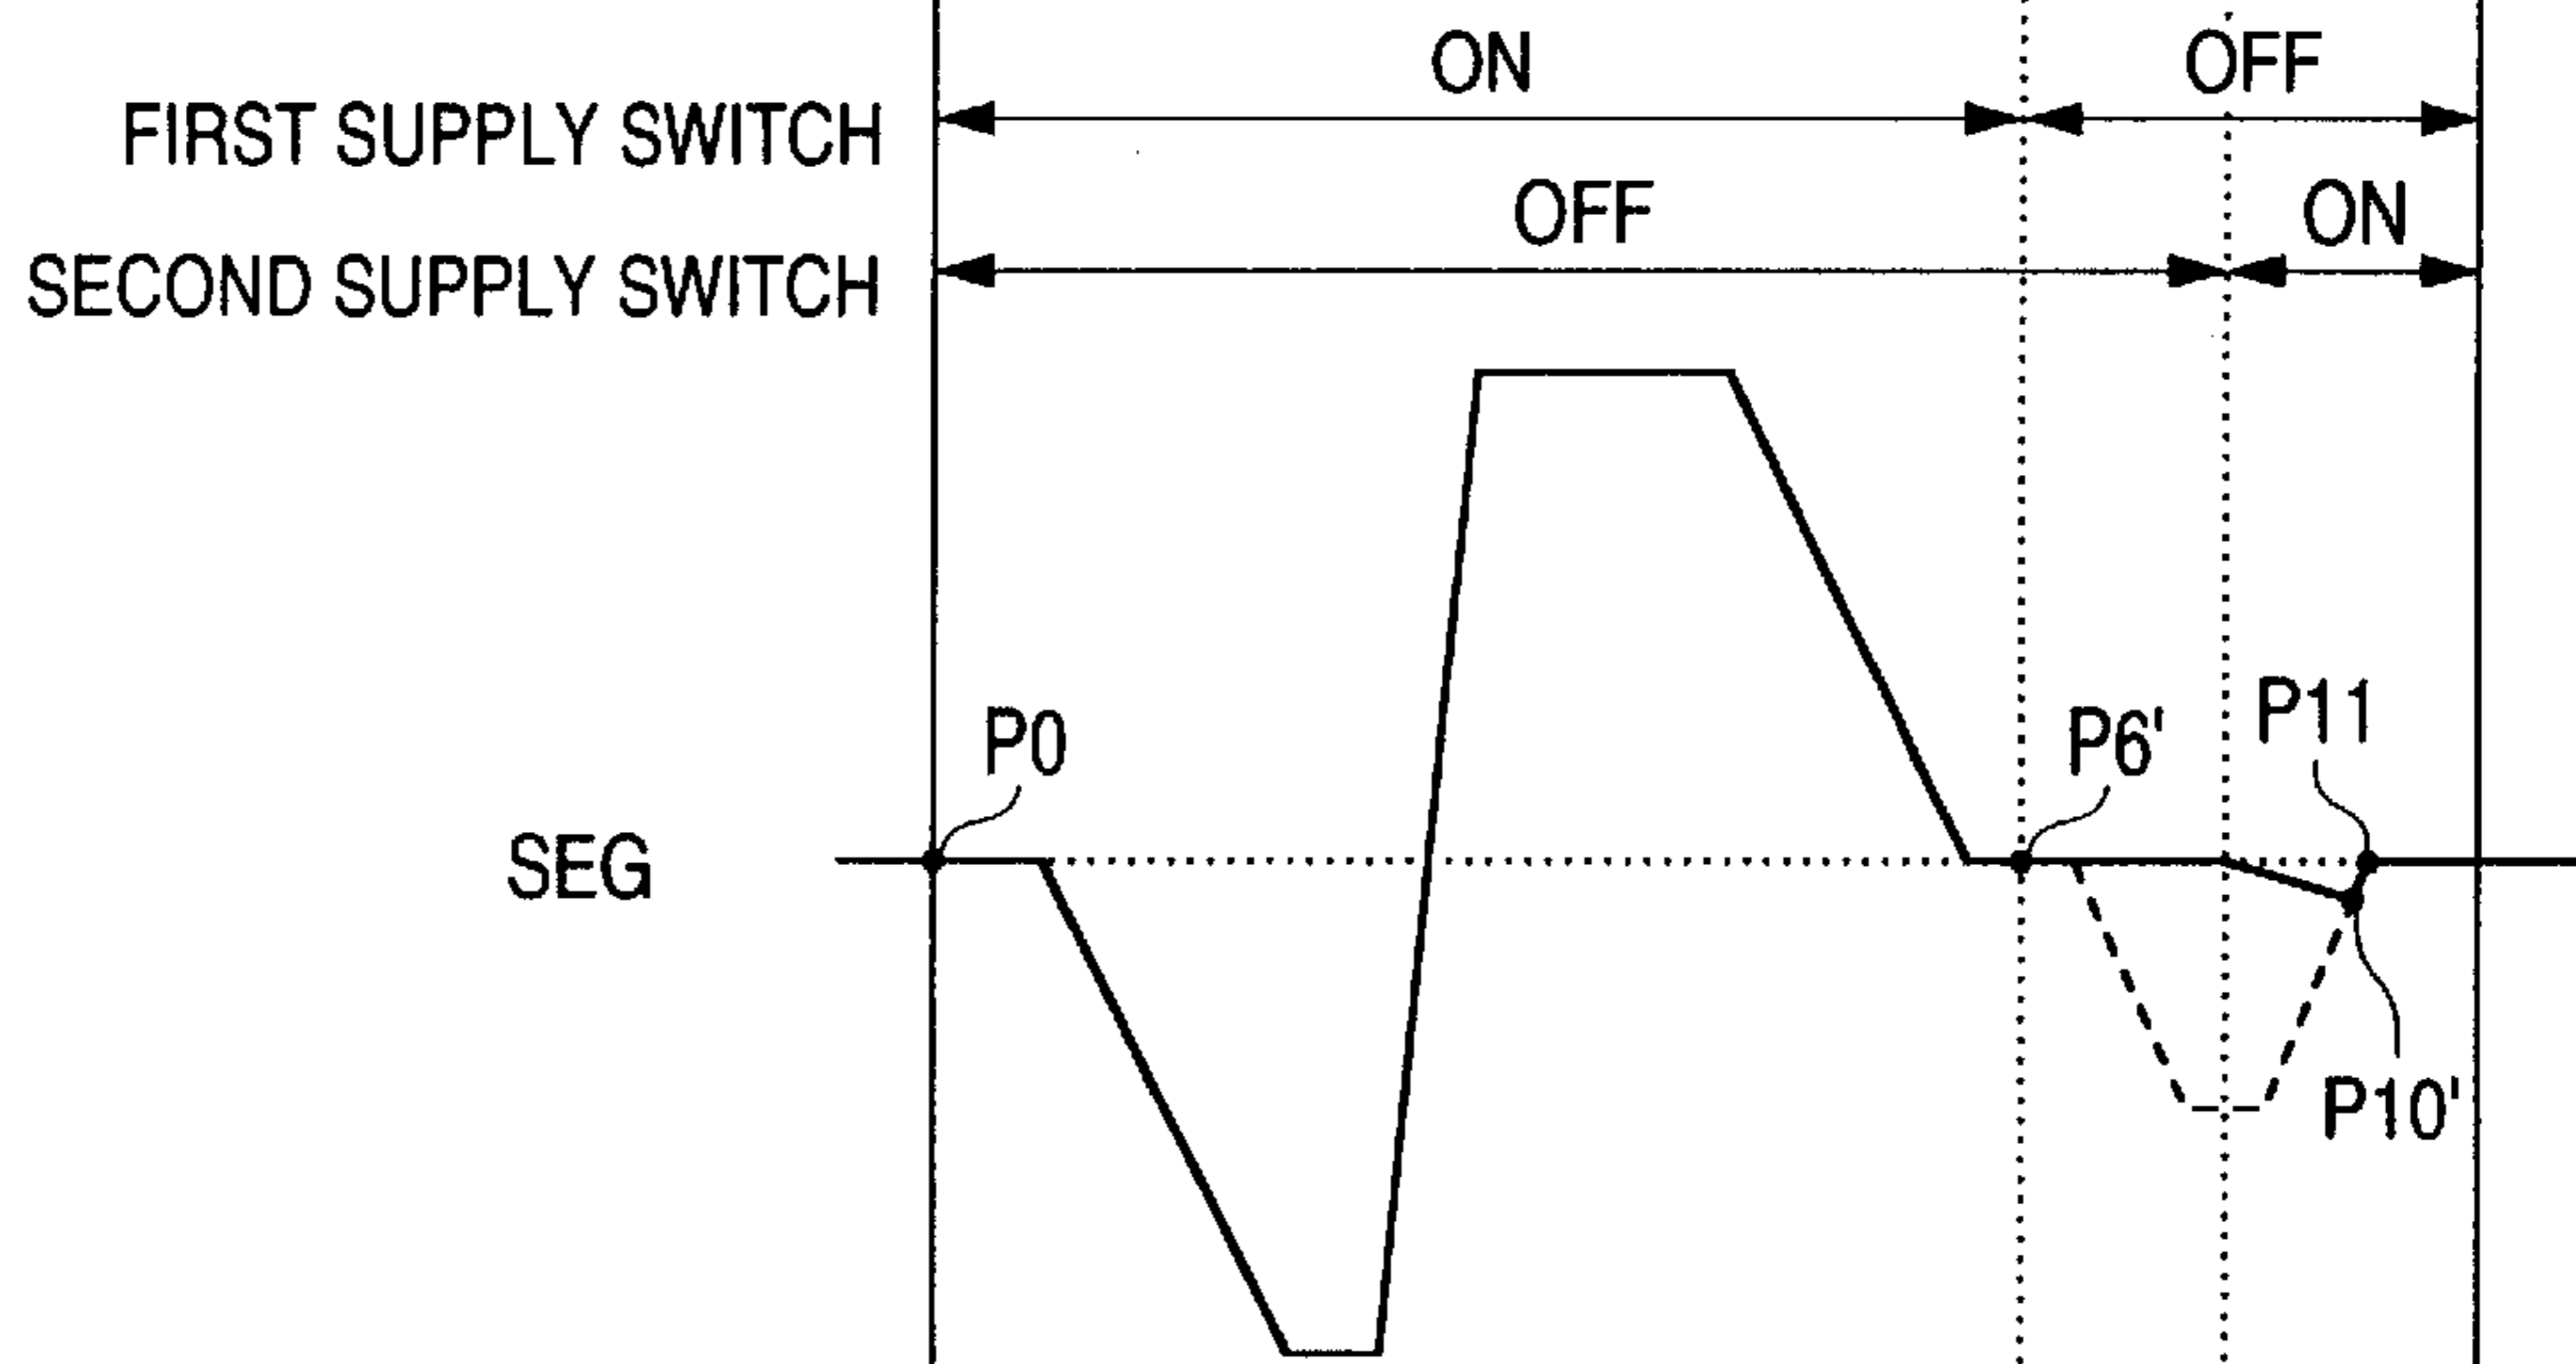 ON OFF
FIRST SUPPLY SWITCH
OFF ON
SECOND SUPPLY SWITCH
P0 P6' P11
SEG
P10'